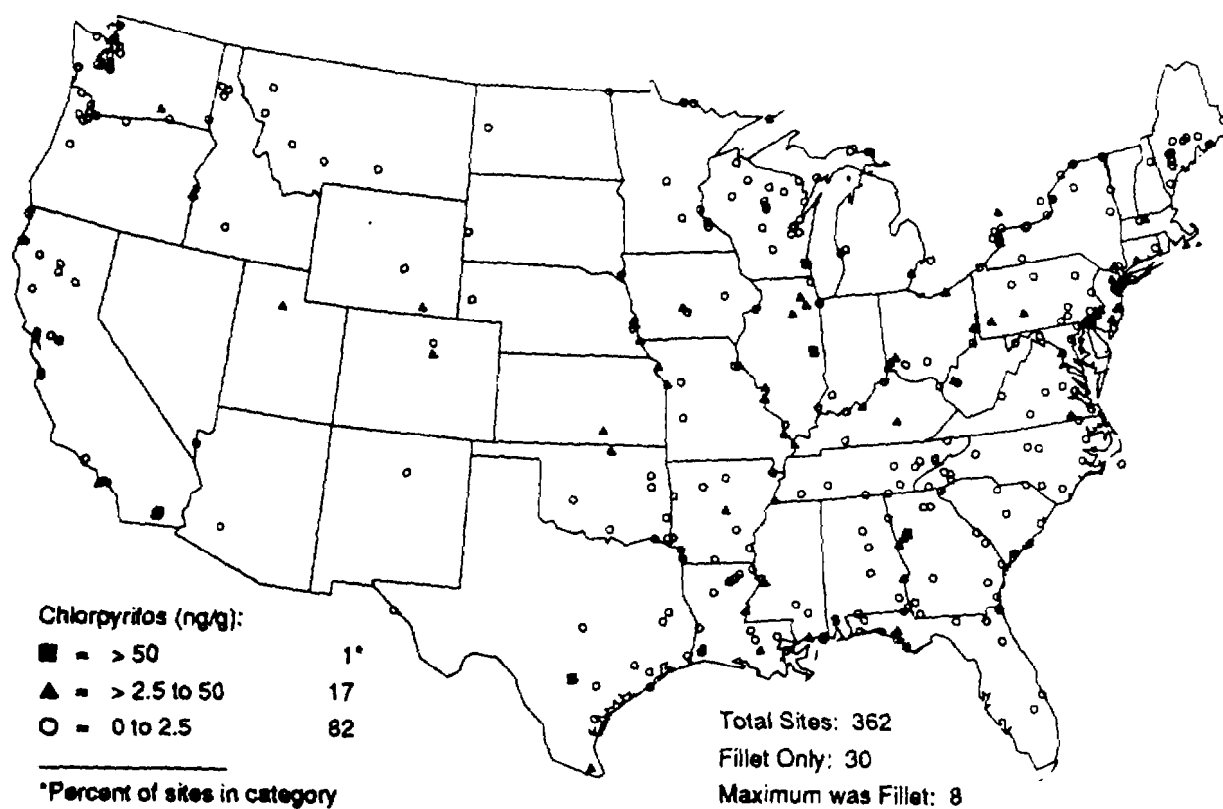 Chlorpyrifos (ng/g):
■ = > 50 1*
▲ = > 2.5 to 50 17
○ = 0 to 2.5 82
*Percent of sites in category
Total Sites: 362
Fillet Only: 30
Maximum was Fillet: 8